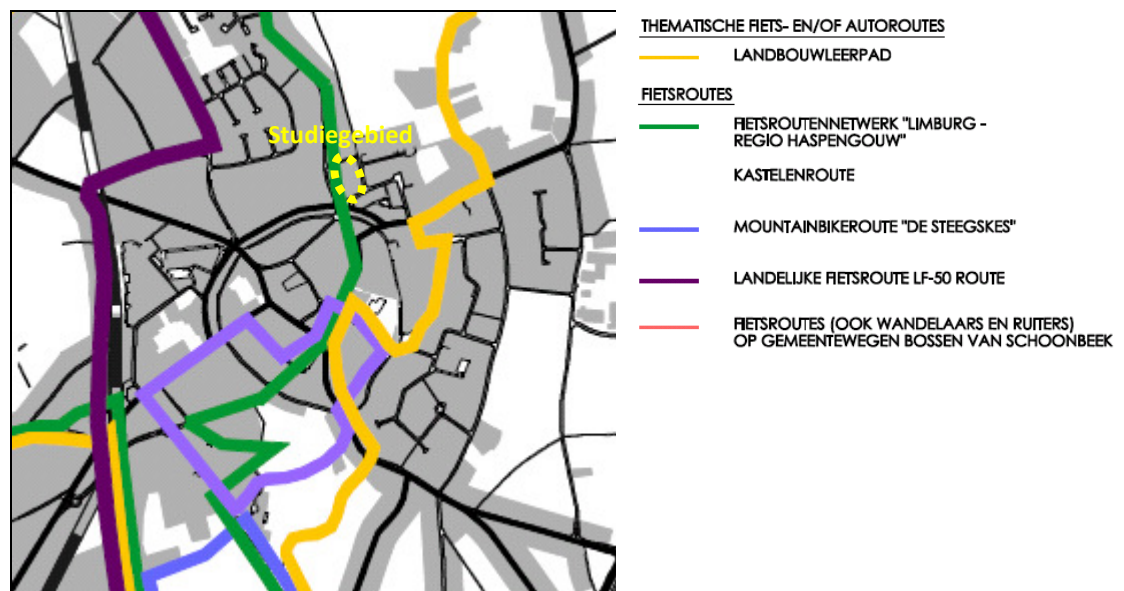 Studiegebied
THEMATISCHE FIETS- EN/OF AUTOROUTES
LANDBOUWLEERPAD
FIETSROUTES
FIETSROUTENNETWERK "LIMBURG -
REGIO HASPENGOUW"
KASTELENROUTE
MOUNTAINBIKEROUTE "DE STEEGSKES"
LANDELIJKE FIETSROUTE LF-50 ROUTE
FIETSROUTES (OOK WANDELAARS EN RUITERS)
OP GEMEENTEWEGEN BOSSEN VAN SCHOONBEEK